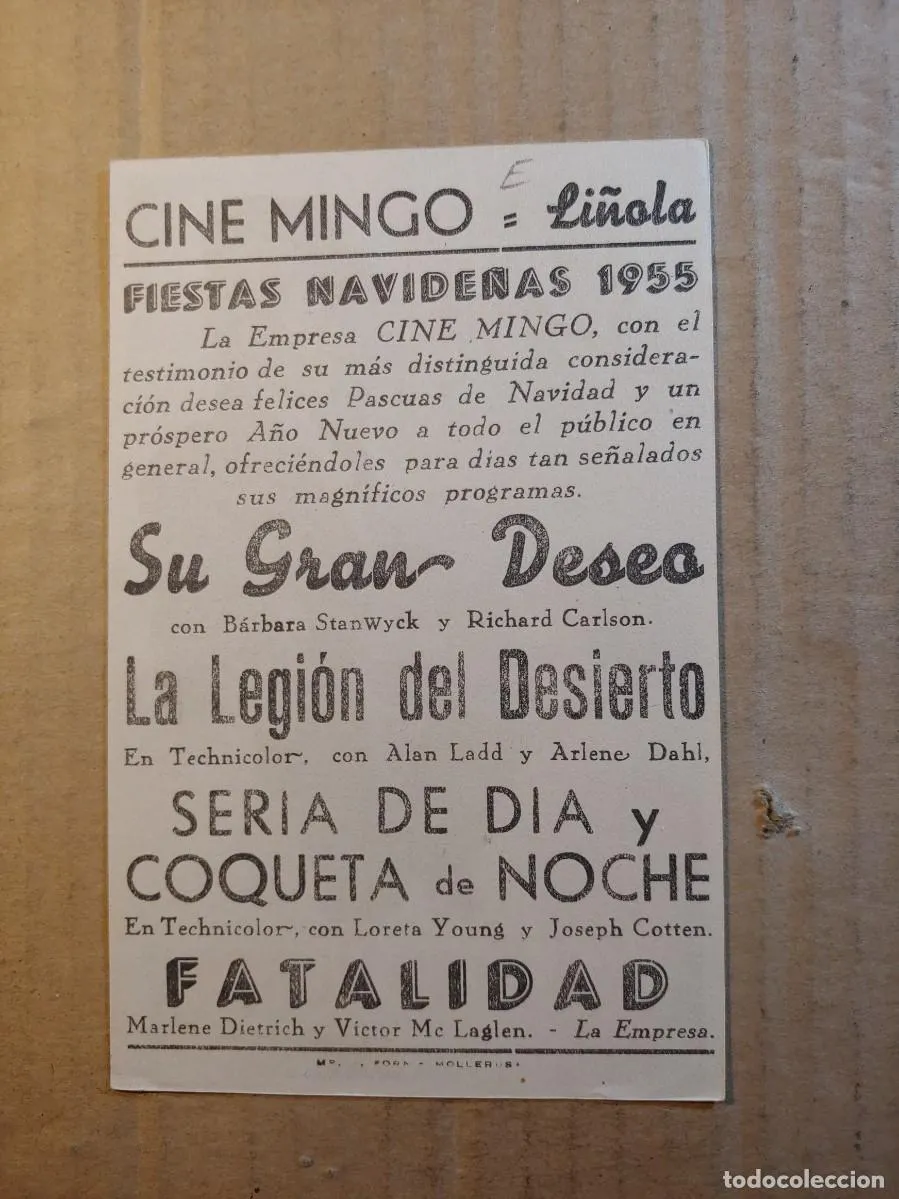 E
CINE MINGO = Liñola
FIESTAS NAVIDEÑAS 1955
La Empresa CINE MINGO, con el
testimonio de su más distinguida considera-
ción desea felices Pascuas de Navidad y un
próspero Año Nuevo a todo el público en
general, ofreciéndoles para dias tan señalados
sus magníficos programas.
Su Gran Deseo
con Bárbara StanWyck y Richard Carlson.
La Legión del Desierto
En Technicolor, con Alan Ladd y Arlene Dahl,
SERIA DE DIA y
COQUETA de NOCHE
En Technicolor, con Loreta Young y Joseph Cotten.
FATALIDAD
Marlene Dietrich y Victor Mc Laglen. - La Empresa.
todocoleccion